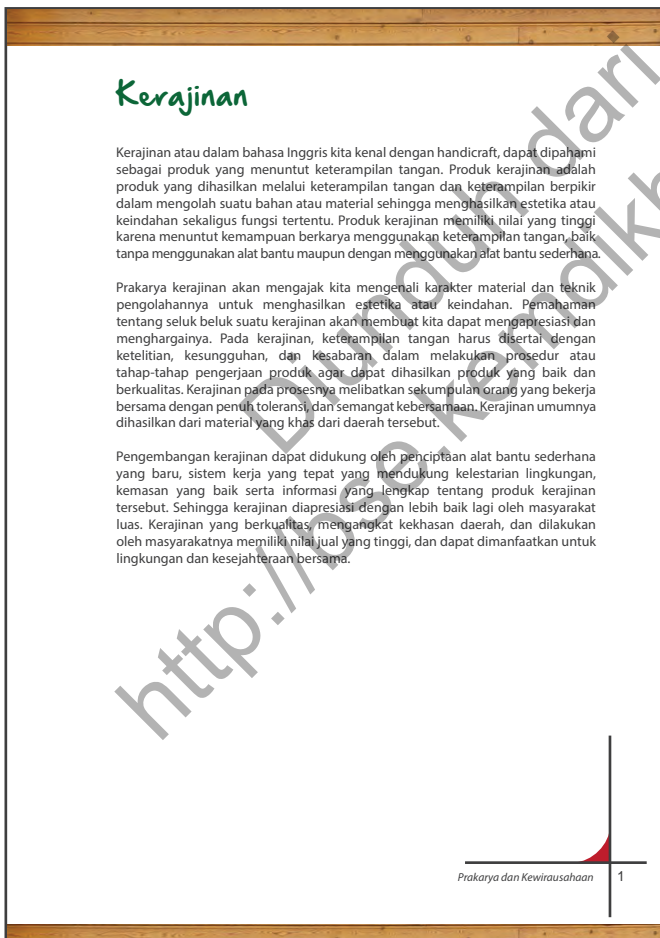 Kerajinan
Kerajinan atau dalam bahasa Inggris kita kenal dengan handicraft, dapat dipahami
sebagai produk yang menuntut keterampilan tangan. Produk kerajinan adalah
produk yang dihasilkan melalui keterampilan tangan dan keterampilan berpikir
dalam mengolah suatu bahan atau material sehingga menghasilkan estetika atau
keindahan sekaligus fungsi tertentu. Produk kerajinan memiliki nilai yang tinggi
karena menuntut kemampuan berkarya menggunakan keterampilan tangan, baik
tanpa menggunakan alat bantu maupun dengan menggunakan alat bantu sederhana.
Prakarya kerajinan akan mengajak kita mengenali karakter material dan teknik
pengolahannya untuk menghasilkan estetika atau keindahan. Pemahaman
tentang seluk beluk suatu kerajinan akan membuat kita dapat mengapresiasi dan
menghargainya. Pada kerajinan, keterampilan tangan harus disertai dengan
ketelitian, kesungguhan, dan kesabaran dalam melakukan prosedur atau
tahap-tahap pengerjaan produk agar dapat dihasilkan produk yang baik dan
berkualitas. Kerajinan pada prosesnya melibatkan sekumpulan orang yang bekerja
bersama dengan penuh toleransi, dan semangat kebersamaan. Kerajinan umumnya
dihasilkan dari material yang khas dari daerah tersebut.
Pengembangan kerajinan dapat didukung oleh penciptaan alat bantu sederhana
yang baru, sistem kerja yang tepat yang mendukung kelestarian lingkungan,
kemasan yang baik serta informasi yang lengkap tentang produk kerajinan
tersebut. Sehingga kerajinan diapresiasi dengan lebih baik lagi oleh masyarakat
luas. Kerajinan yang berkualitas, mengangkat kekhasan daerah, dan dilakukan
oleh masyarakatnya memiliki nilai jual yang tinggi, dan dapat dimanfaatkan untuk
lingkungan dan kesejahteraan bersama.
Diunduh dari
http://bse.kemdikb
Prakarya dan Kewirausahaan 1